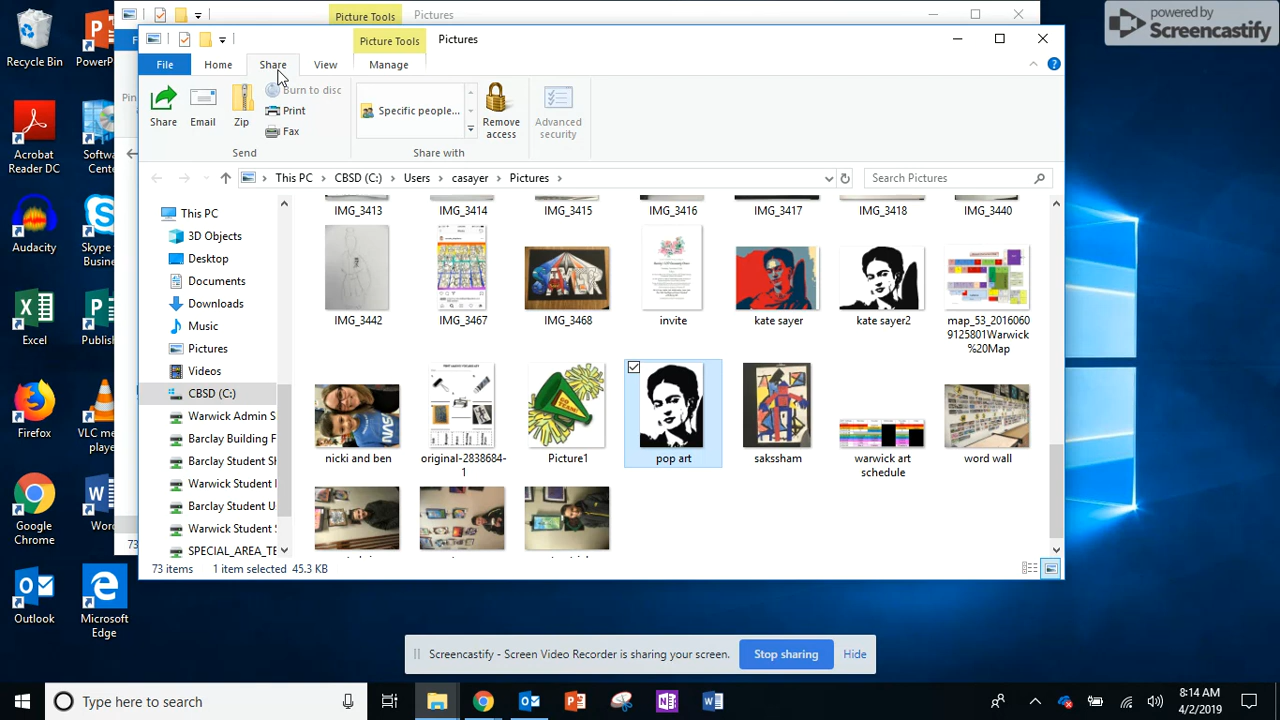 Picture Tools
Pictures
powered by
Screencastify
Picture Tools
Pictures
Recycle Bin
PowerP
File
Home
Share
View
Manage
Share
Email
Zip
Burn to disc
Print
Fax
Specific people...
Remove
access
Advanced
security
Send
Share with
Pin
This PC
CBSD (C:)
Users
casayer
Pictures
Search Pictures
Acrobat
Reader DC
Softw
Cente
Audacity
Skype
Busine
Excel
Publish
Firefox
VLC me
playe
Google
Chrome
Word
Outlook
Microsoft
Edge
This PC
3D Objects
Desktop
Documents
Downloads
Music
Pictures
Videos
CBSD (C:)
Warwick Admin S
Barclay Building F
Barclay Student Sh
Warwick Student I
Barclay Student U
Warwick Student S
SPECIAL_AREA_TE
IMG_3413
IMG_3414
IMG_3415
IMG_3416
IMG_3417
IMG_3418
IMG_3440
IMG_3442
IMG_3467
IMG_3468
invite
kate sayer
kate sayer2
map_53_2016060
9125801Warwick
%20Map
GO
TEAM!
nicki and ben
original-2838684-
1
Picture1
pop art
sakssham
warwick art
schedule
word wall
73 items
1 item selected
45.3 KB
73
Screencastify - Screen Video Recorder is sharing your screen.
Stop sharing
Hide
Type here to search
8:14 AM
4/2/2019